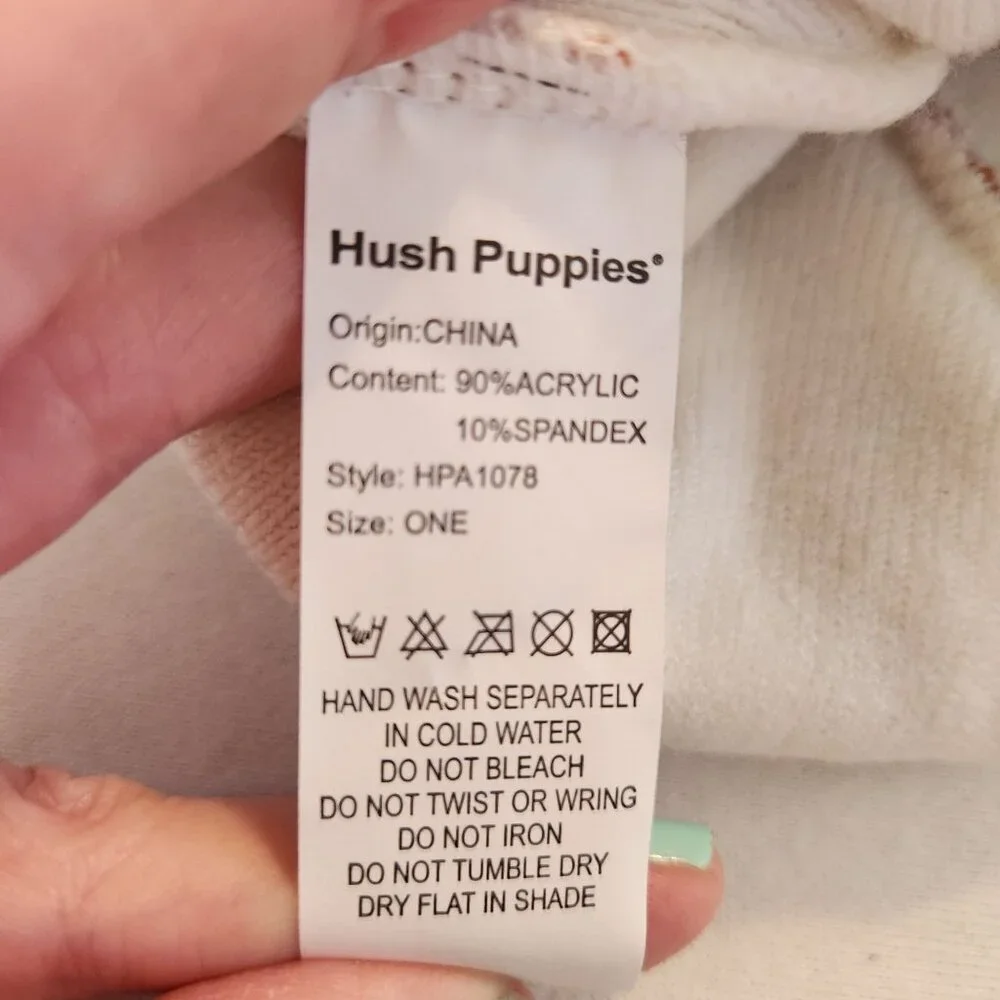 Hush Puppies®
Origin:CHINA
Content: 90%ACRYLIC
10%SPANDEX
Style: HPA1078
Size: ONE
HAND WASH SEPARATELY
IN COLD WATER
DO NOT BLEACH
DO NOT TWIST OR WRING
DO NOT IRON
DO NOT TUMBLE DRY
DRY FLAT IN SHADE